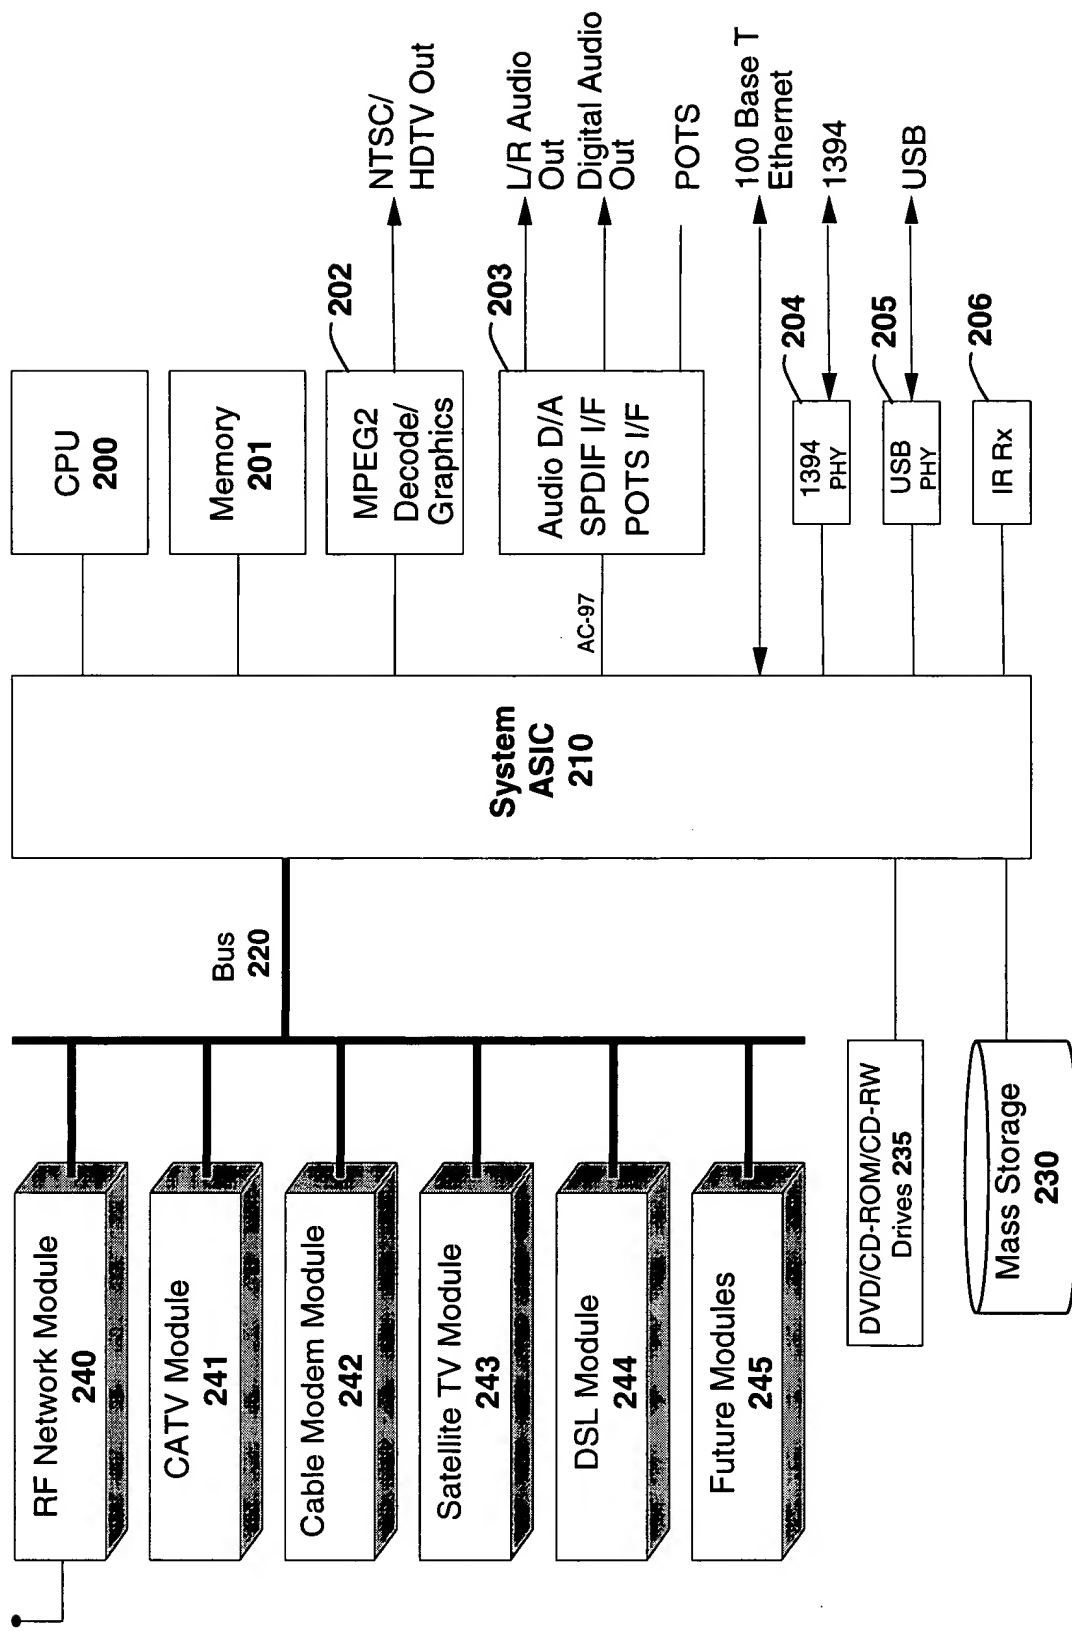 RF Network Module
240
CATV Module
241
Cable Modem Module
242
Satellite TV Module
243
DSL Module
244
Future Modules
245
DVD/CD-ROM/CD-RW
Drives 235
Mass Storage
230
Bus
220
System
ASIC
210
CPU
200
Memory
201
202
MPEG2
Decode/
Graphics
NTSC/
HDTV Out
203
Audio D/A
SPDIF I/F
POTS I/F
AC-97
L/R Audio
Out
Digital Audio
Out
POTS
100 Base T
Ethernet
204
1394
PHY
1394
205
USB
PHY
USB
206
IR Rx